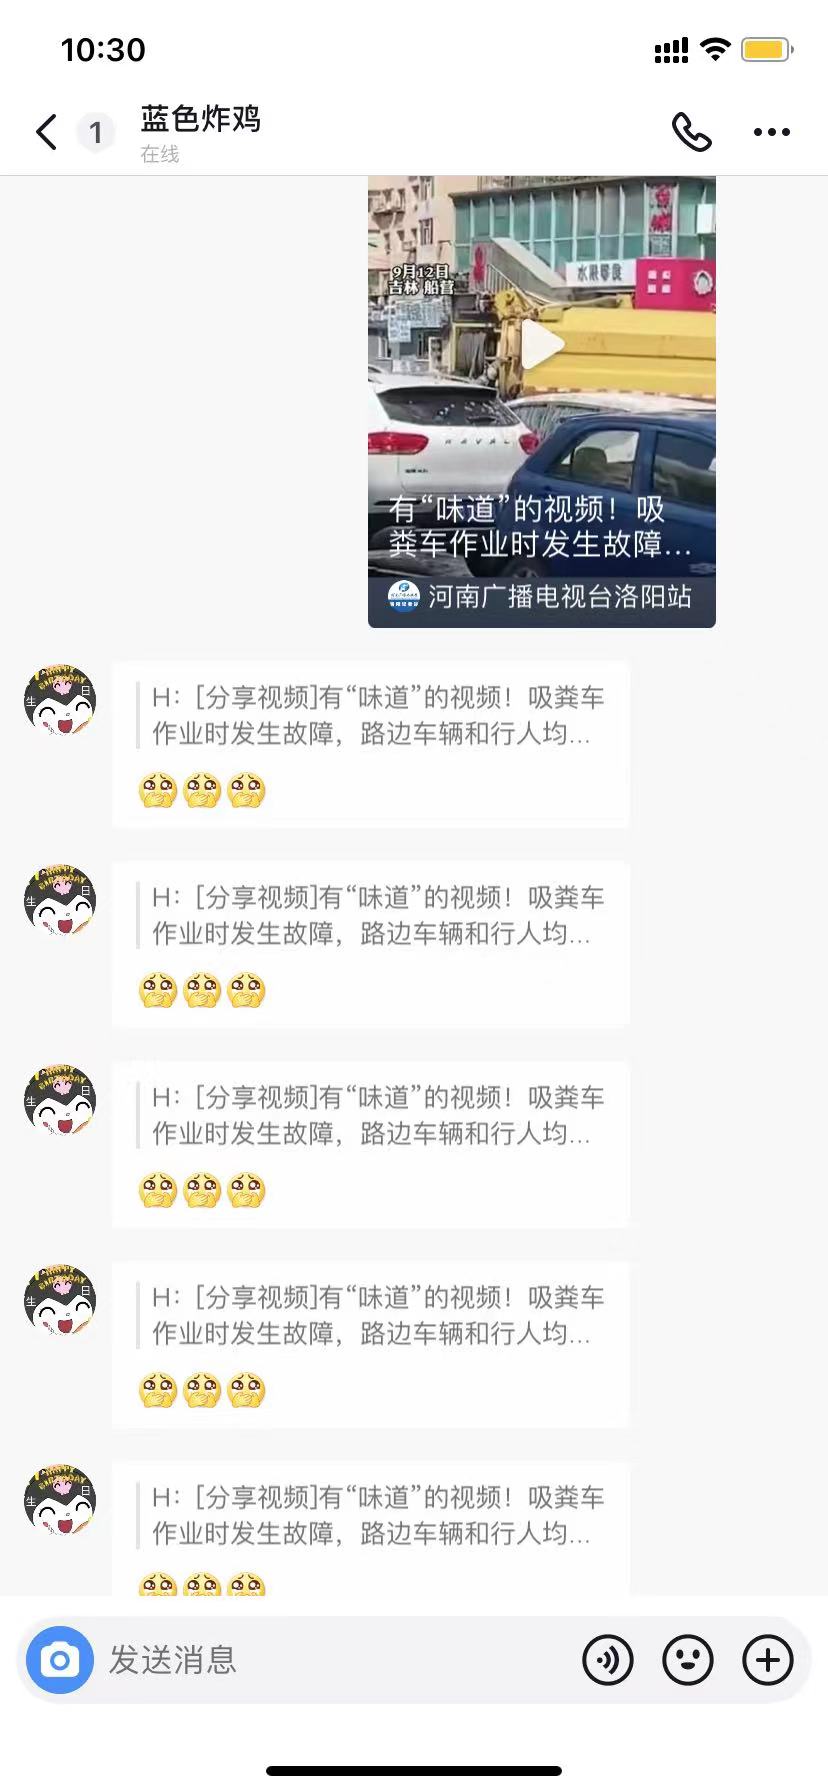 10:30
1
蓝色炸鸡
在线
9月12日
吉林 船营
水果零食
HAVAL
有“味道”的视频！吸
粪车作业时发生故障...
河南广播电视台洛阳站
H：[分享视频]有“味道”的视频！吸粪车
作业时发生故障，路边车辆和行人均...
H：[分享视频]有“味道”的视频！吸粪车
作业时发生故障，路边车辆和行人均...
H：[分享视频]有“味道”的视频！吸粪车
作业时发生故障，路边车辆和行人均...
H：[分享视频]有“味道”的视频！吸粪车
作业时发生故障，路边车辆和行人均...
H：[分享视频]有“味道”的视频！吸粪车
作业时发生故障，路边车辆和行人均...
发送消息